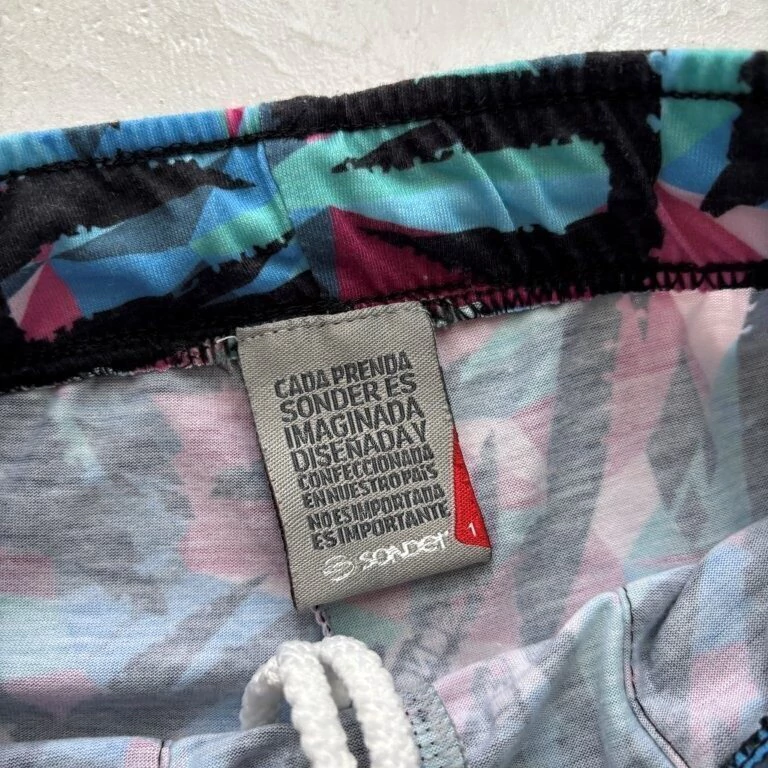 CADA PRENDA
SONDER ES
IMAGINADA
DISEÑADA Y
CONFECCIONADA
EN NUESTRO PAÍS
NO ES IMPORTADA
ES IMPORTANTE
SONDER
1